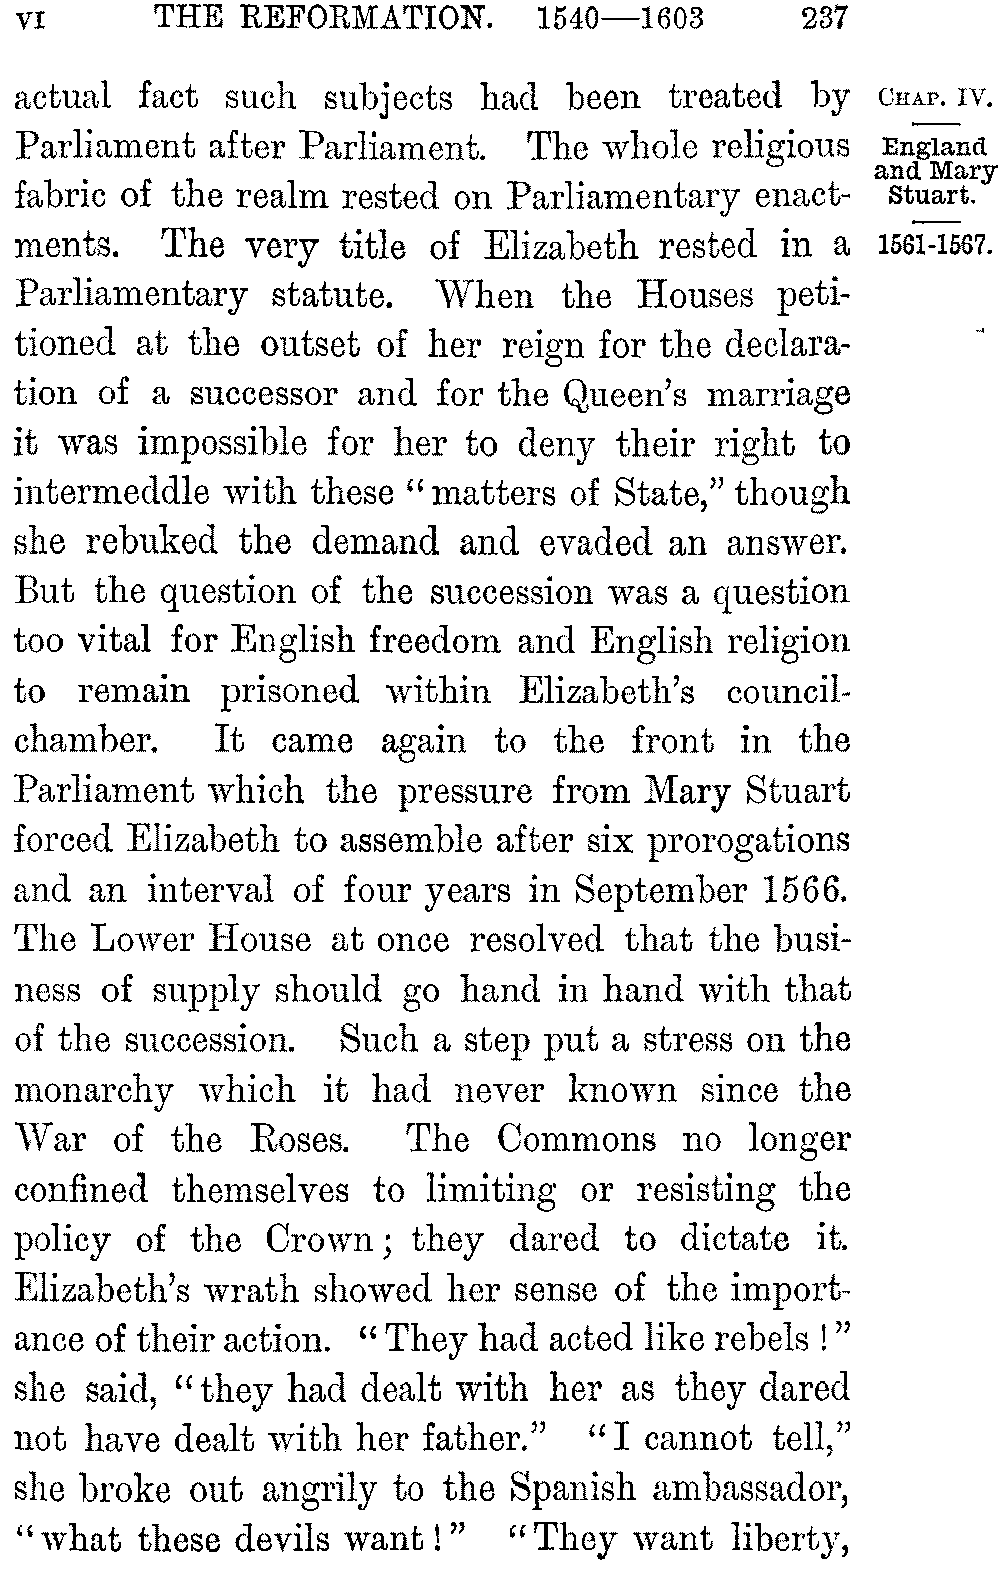 VI THE REFORMATION. 1540—1603 237
actual fact such subjects had been treated by
Parliament after Parliament. The whole religious
fabric of the realm rested on Parliamentary enact-
ments. The very title of Elizabeth rested in a
Parliamentary statute. When the Houses peti-
tioned at the outset of her reign for the declara-
tion of a successor and for the Queen's marriage
it was impossible for her to deny their right to
intermeddle with these “matters of State,” though
she rebuked the demand and evaded an answer.
But the question of the succession was a question
too vital for English freedom and English religion
to remain prisoned within Elizabeth's council-
chamber. It came again to the front in the
Parliament which the pressure from Mary Stuart
forced Elizabeth to assemble after six prorogations
and an interval of four years in September 1566.
The Lower House at once resolved that the busi-
ness of supply should go hand in hand with that
of the succession. Such a step put a stress on the
monarchy which it had never known since the
War of the Roses. The Commons no longer
confined themselves to limiting or resisting the
policy of the Crown; they dared to dictate it.
Elizabeth's wrath showed her sense of the import-
ance of their action. “They had acted like rebels!”
she said, “they had dealt with her as they dared
not have dealt with her father.” “I cannot tell,”
she broke out angrily to the Spanish ambassador,
“what these devils want!” “They want liberty,
CHAP. IV.
England
and Mary
Stuart.
1561-1567.